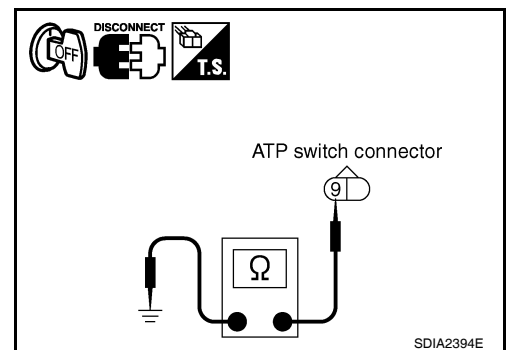 DISCONNECT
OFF
T.S.
ATP switch connector
9
Ω
SDIA2394E